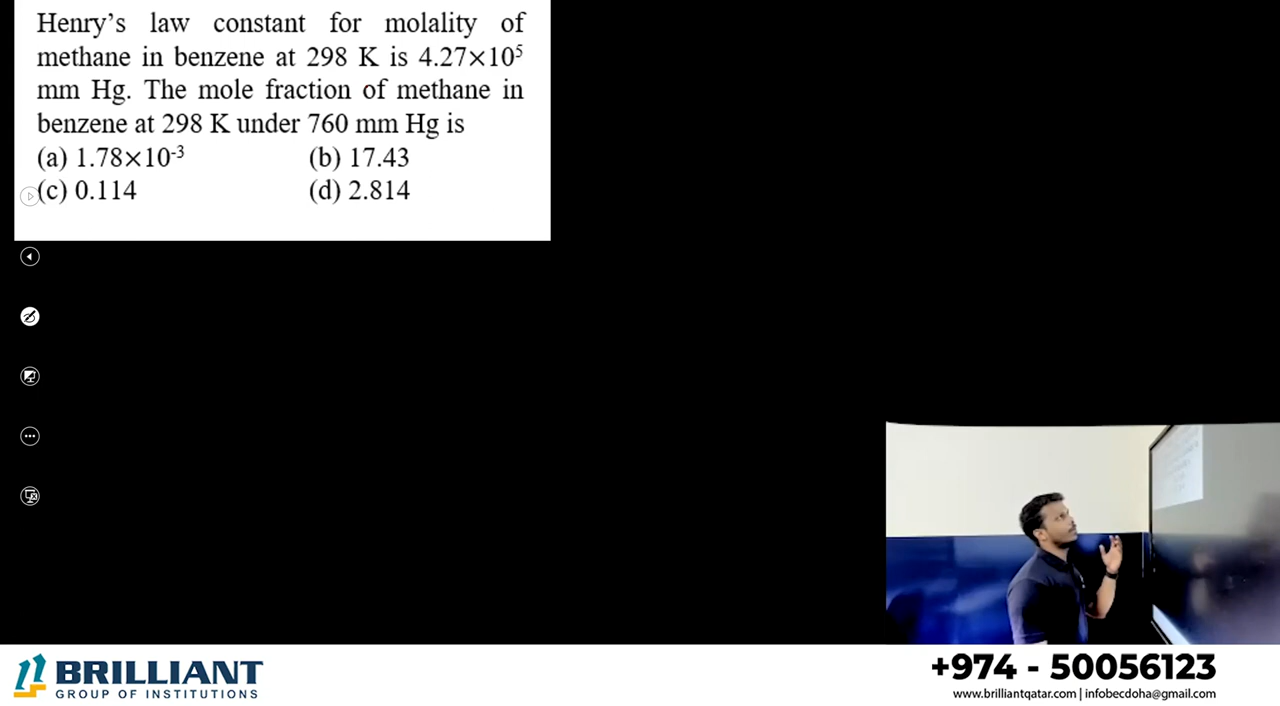 Henry’s law constant for molality of
methane in benzene at 298 K is 4.27×10⁵
mm Hg. The mole fraction of methane in
benzene at 298 K under 760 mm Hg is
(a) 1.78×10⁻³ (b) 17.43
(c) 0.114 (d) 2.814
BRILLIANT
GROUP OF INSTITUTIONS
+974 - 50056123
www.brilliantqatar.com | infobecdoha@gmail.com